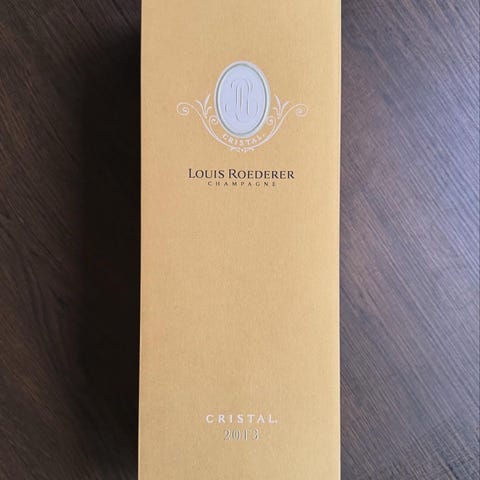 CRISTAL
LOUIS ROEDERER
CHAMPAGNE
CRISTAL
2013